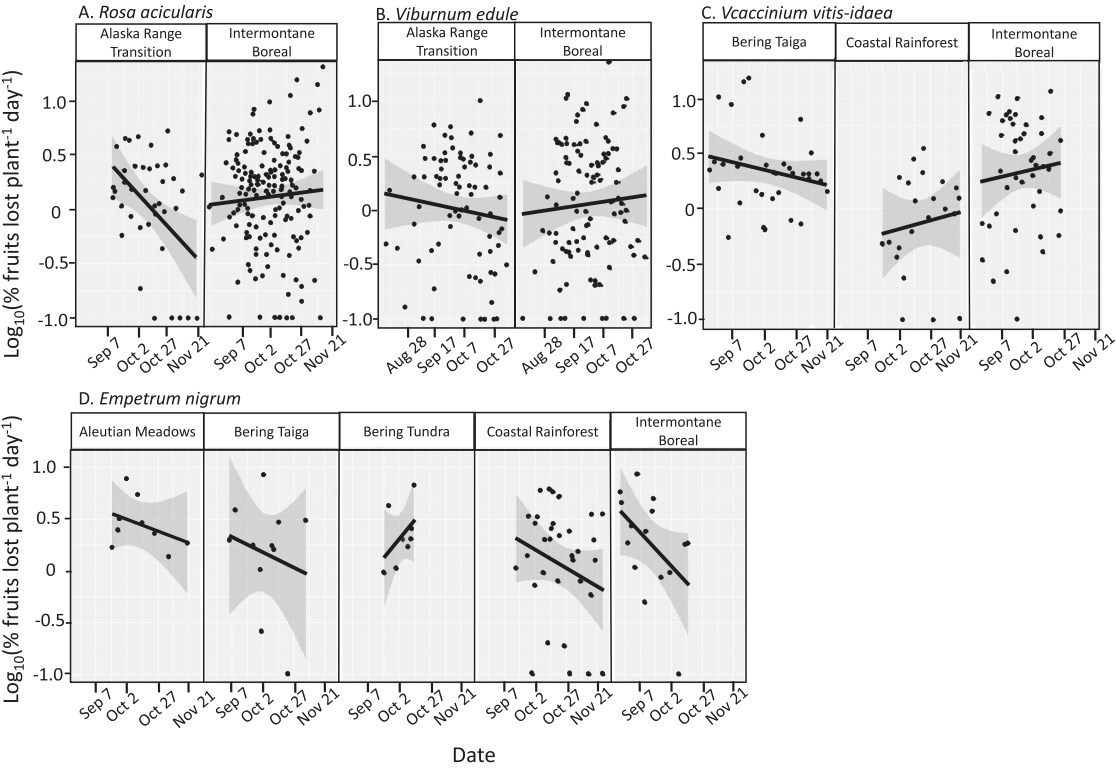 A. Rosa acicularis
Alaska Range
Transition
Intermontane
Boreal
1.0
0.5
0
-0.5
-1.0
Sep 7
Oct 2
Oct 27
Nov 21
Sep 7
Oct 2
Oct 27
Nov 21
B. Viburnum edule
Alaska Range
Transition
Intermontane
Boreal
1.0
0.5
0
-0.5
-1.0
Aug 28
Sep 17
Oct 7
Oct 27
Aug 28
Sep 17
Oct 7
Oct 27
C. Vcaccinium vitis-idaea
Bering Taiga
Coastal Rainforest
Intermontane
Boreal
1.0
0.5
0
-0.5
-1.0
Sep 7
Oct 2
Oct 27
Nov 21
Sep 7
Oct 2
Oct 27
Nov 21
Sep 7
Oct 2
Oct 27
Nov 21
Log10(% fruits lost plant-1 day-1)
D. Empetrum nigrum
Aleutian Meadows
Bering Taiga
Bering Tundra
Coastal Rainforest
Intermontane
Boreal
1.0
0.5
0
-0.5
-1.0
Sep 7
Oct 2
Oct 27
Nov 21
Sep 7
Oct 2
Oct 27
Nov 21
Sep 7
Oct 2
Oct 27
Nov 21
Sep 7
Oct 2
Oct 27
Nov 21
Sep 7
Oct 2
Oct 27
Nov 21
Log10(% fruits lost plant-1 day-1)
Date